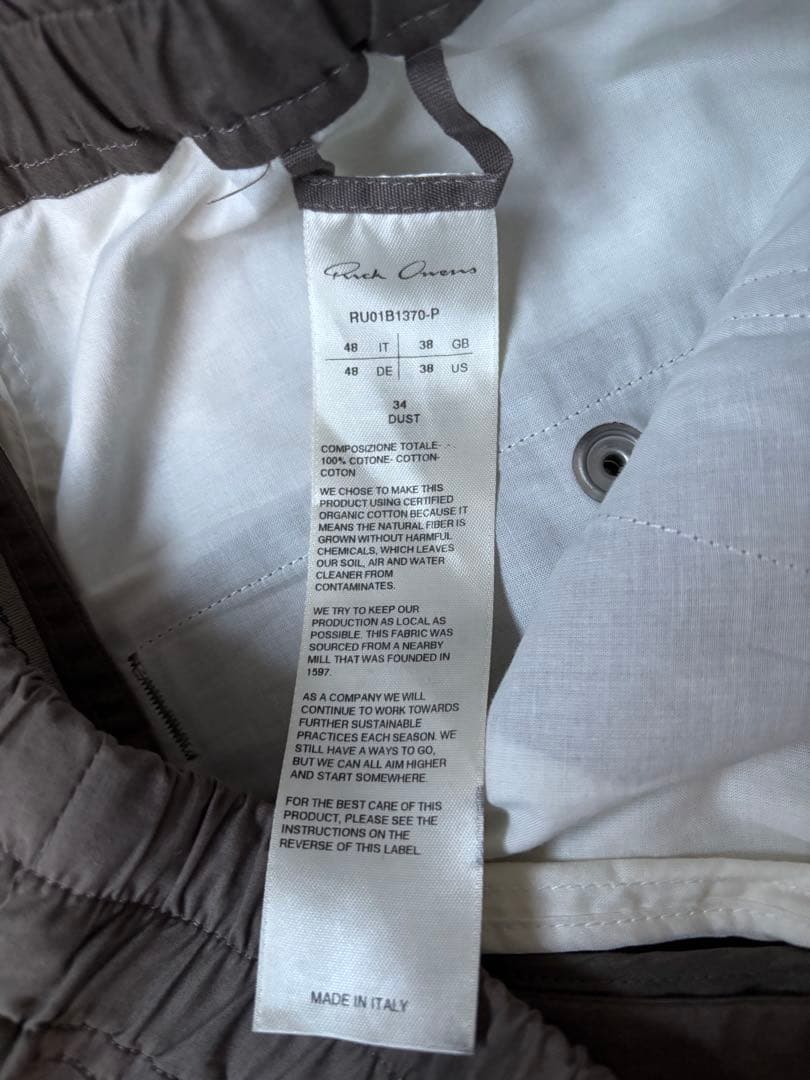 Rick Owens
RU01B1370-P
48 IT 38 GB
48 DE 38 US
34
DUST
COMPOSIZIONE TOTALE- -
100% COTONE- COTTON-
COTON
WE CHOSE TO MAKE THIS
PRODUCT USING CERTIFIED
ORGANIC COTTON BECAUSE IT
MEANS THE NATURAL FIBER IS
GROWN WITHOUT HARMFUL
CHEMICALS, WHICH LEAVES
OUR SOIL, AIR AND WATER
CLEANER FROM
CONTAMINATES.
WE TRY TO KEEP OUR
PRODUCTION AS LOCAL AS
POSSIBLE. THIS FABRIC WAS
SOURCED FROM A NEARBY
MILL THAT WAS FOUNDED IN
1597.
AS A COMPANY WE WILL
CONTINUE TO WORK TOWARDS
FURTHER SUSTAINABLE
PRACTICES EACH SEASON. WE
STILL HAVE A WAYS TO GO,
BUT WE CAN ALL AIM HIGHER
AND START SOMEWHERE.
FOR THE BEST CARE OF THIS
PRODUCT, PLEASE SEE THE
INSTRUCTIONS ON THE
REVERSE OF THIS LABEL.
MADE IN ITALY